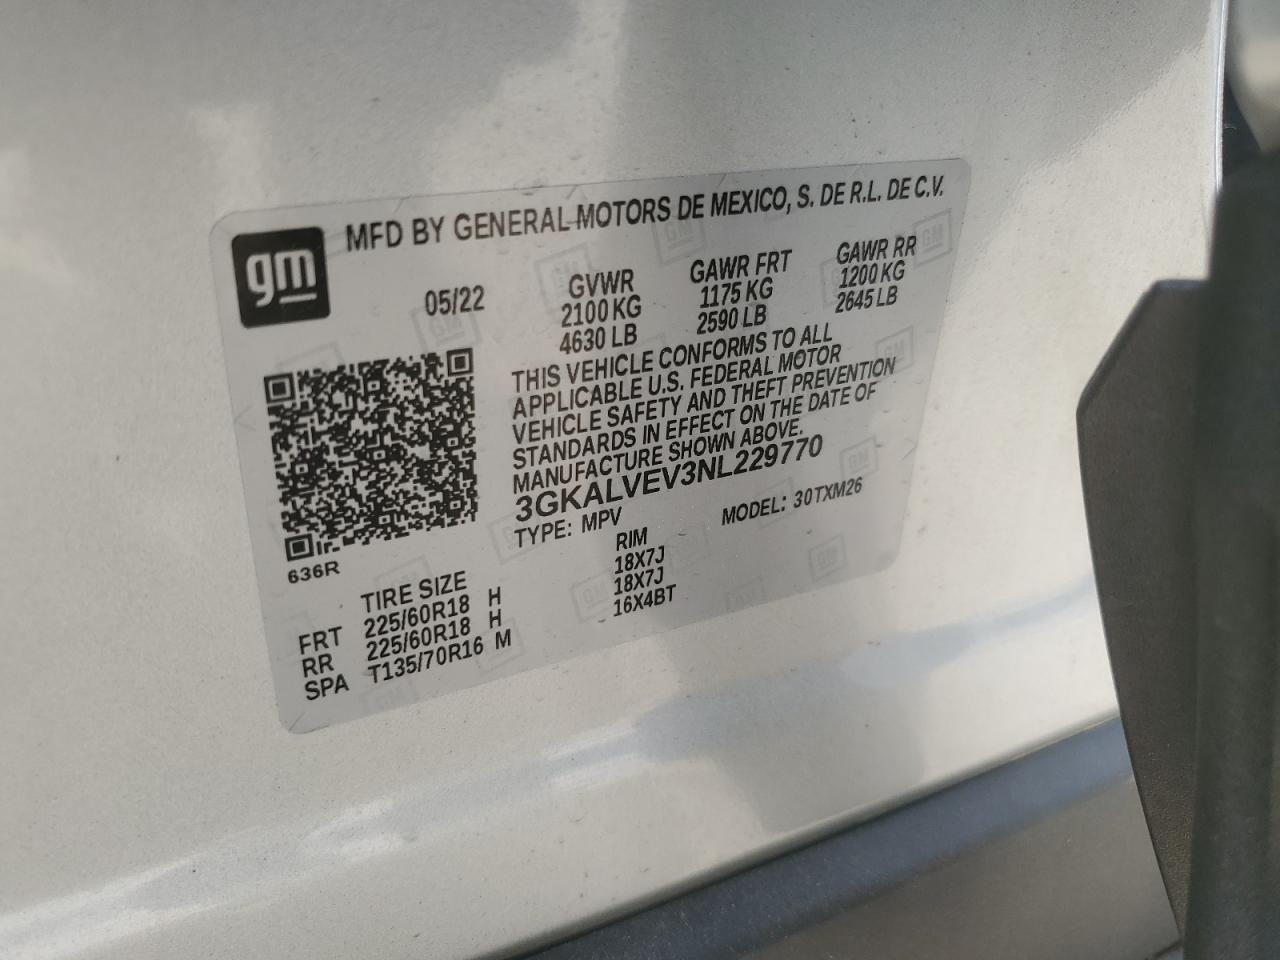 gm
MFD BY GENERAL MOTORS DE MEXICO, S. DE R.L. DE C.V.
05/22 GVWR GAWR FRT GAWR RR
2100 KG 1175 KG 1200 KG
4630 LB 2590 LB 2645 LB
THIS VEHICLE CONFORMS TO ALL
APPLICABLE U.S. FEDERAL MOTOR
VEHICLE SAFETY AND THEFT PREVENTION
STANDARDS IN EFFECT ON THE DATE OF
MANUFACTURE SHOWN ABOVE.
3GKALVEV3NL229770
TYPE: MPV MODEL: 30TXM26
636R
TIRE SIZE RIM
FRT 225/60R18 H 18X7J
RR 225/60R18 H 18X7J
SPA T135/70R16 M 16X4BT